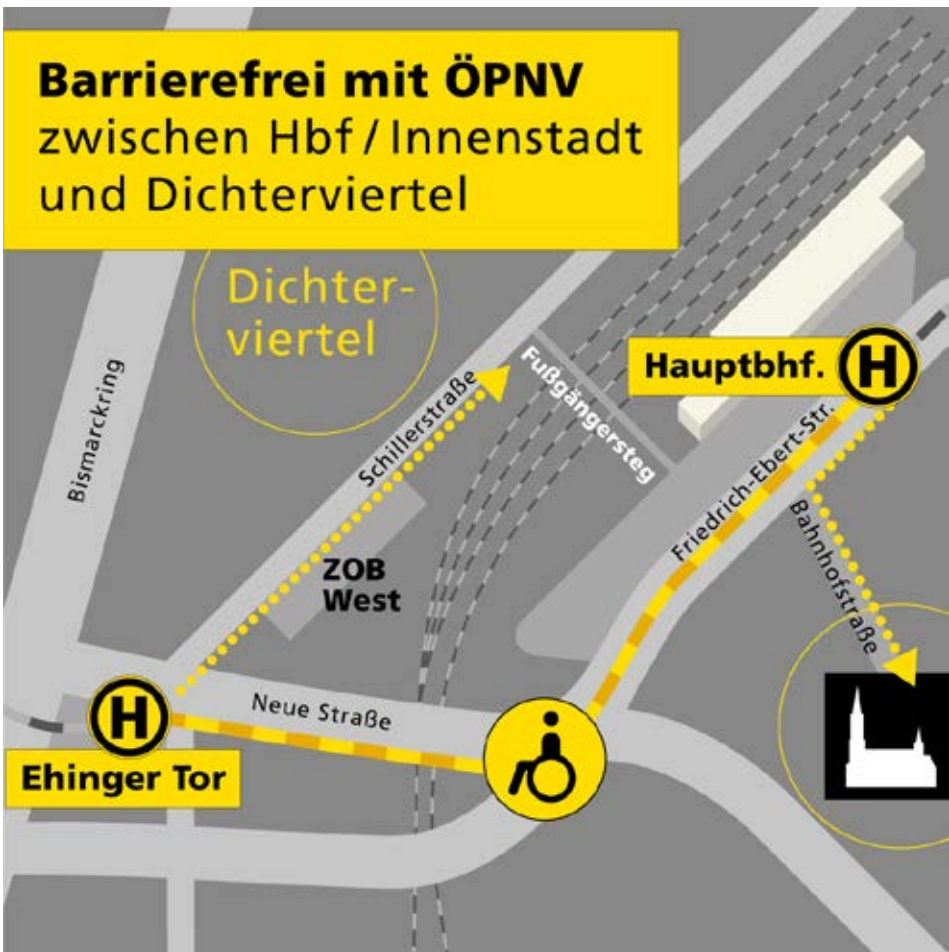 Barrierefrei mit ÖPNV
zwischen Hbf / Innenstadt
und Dichterviertel
Dichter-
viertel
Bismarckring
Schillerstraße
Fußgängersteg
Hauptbhf.
H
Friedrich-Ebert-Str.
Bahnhofstraße
ZOB
West
Neue Straße
H
Ehinger Tor